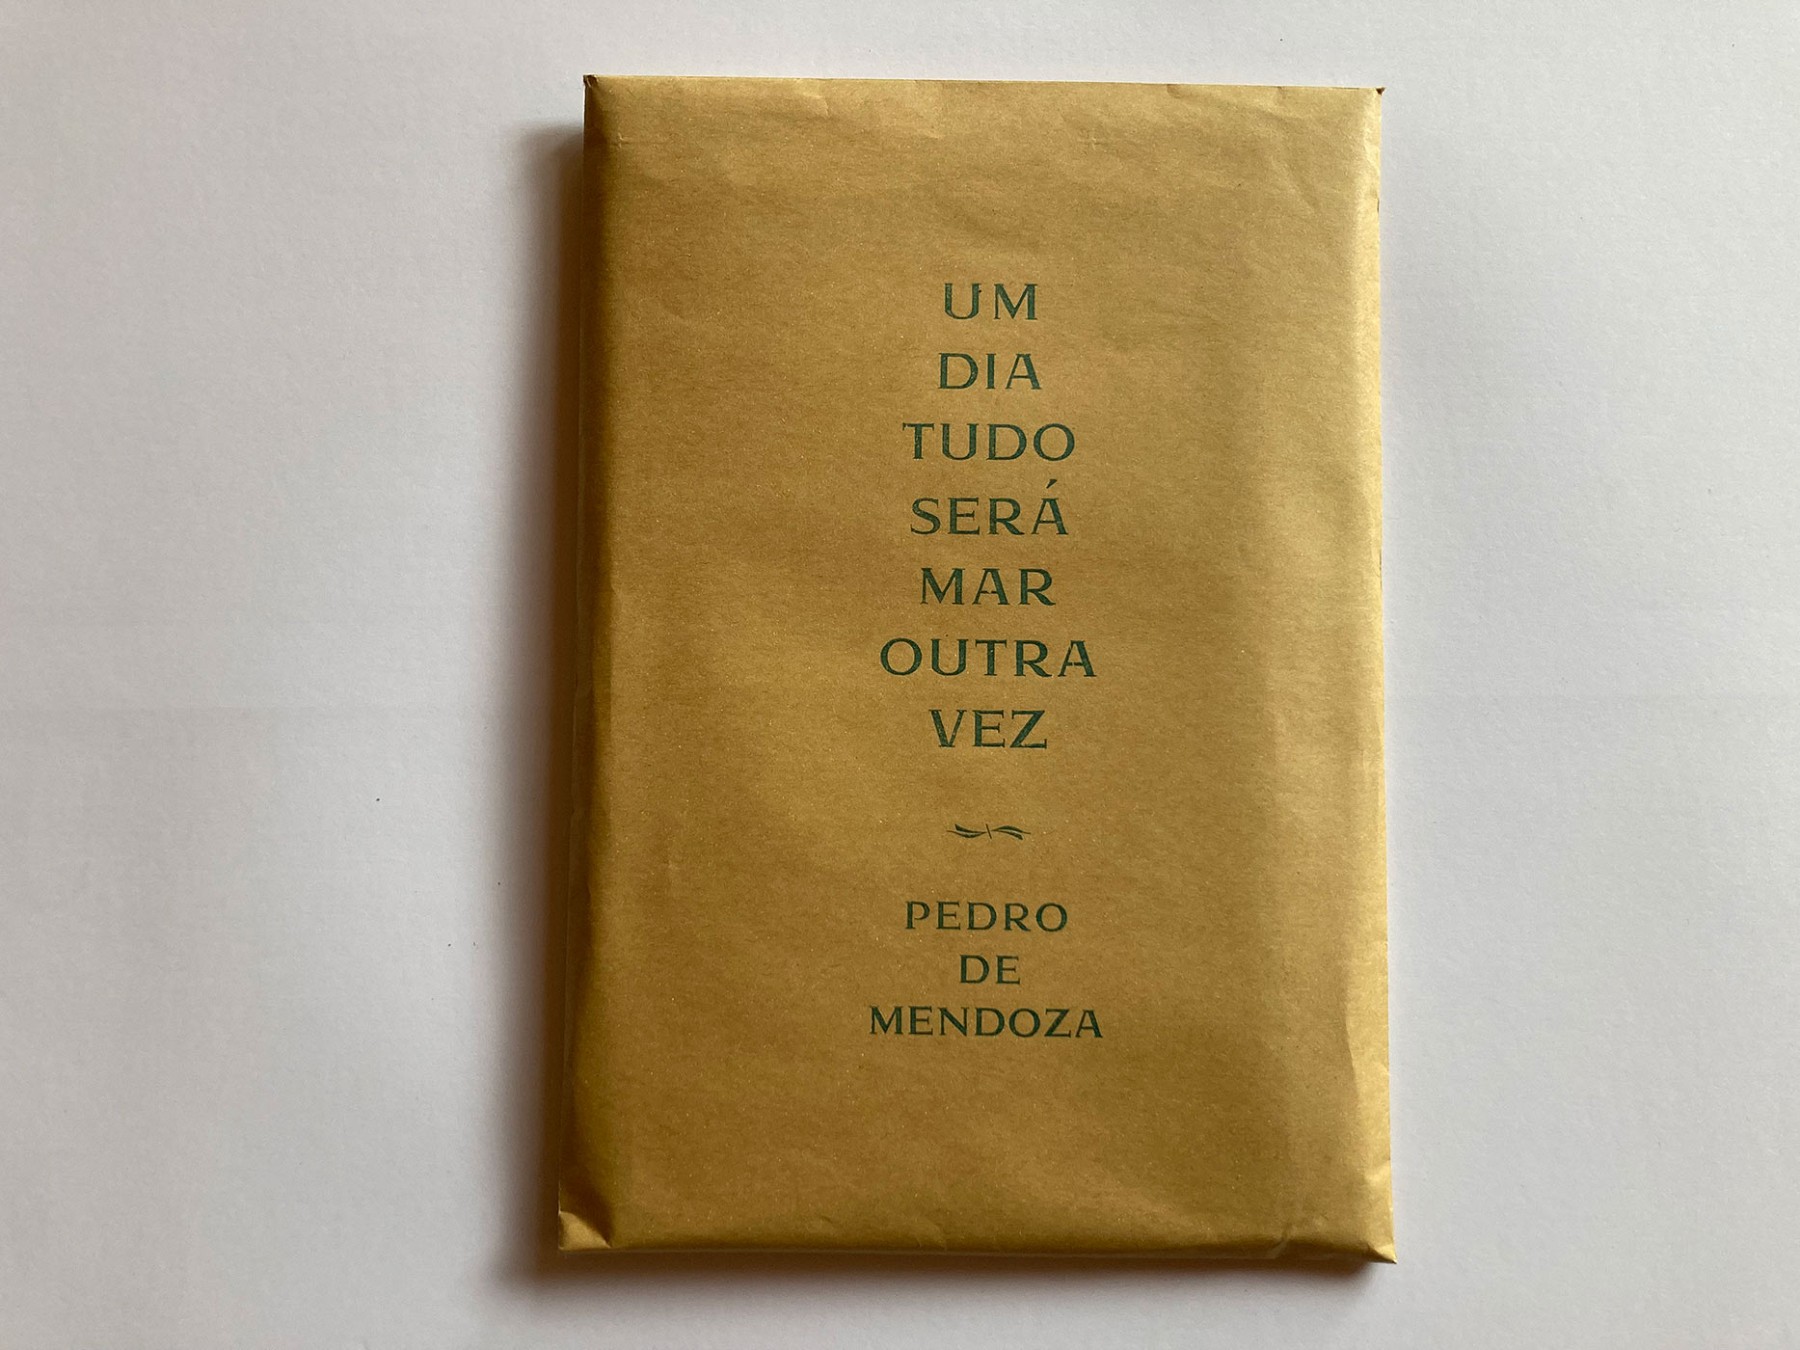 UM
DIA
TUDO
SERÁ
MAR
OUTRA
VEZ
PEDRO
DE
MENDOZA